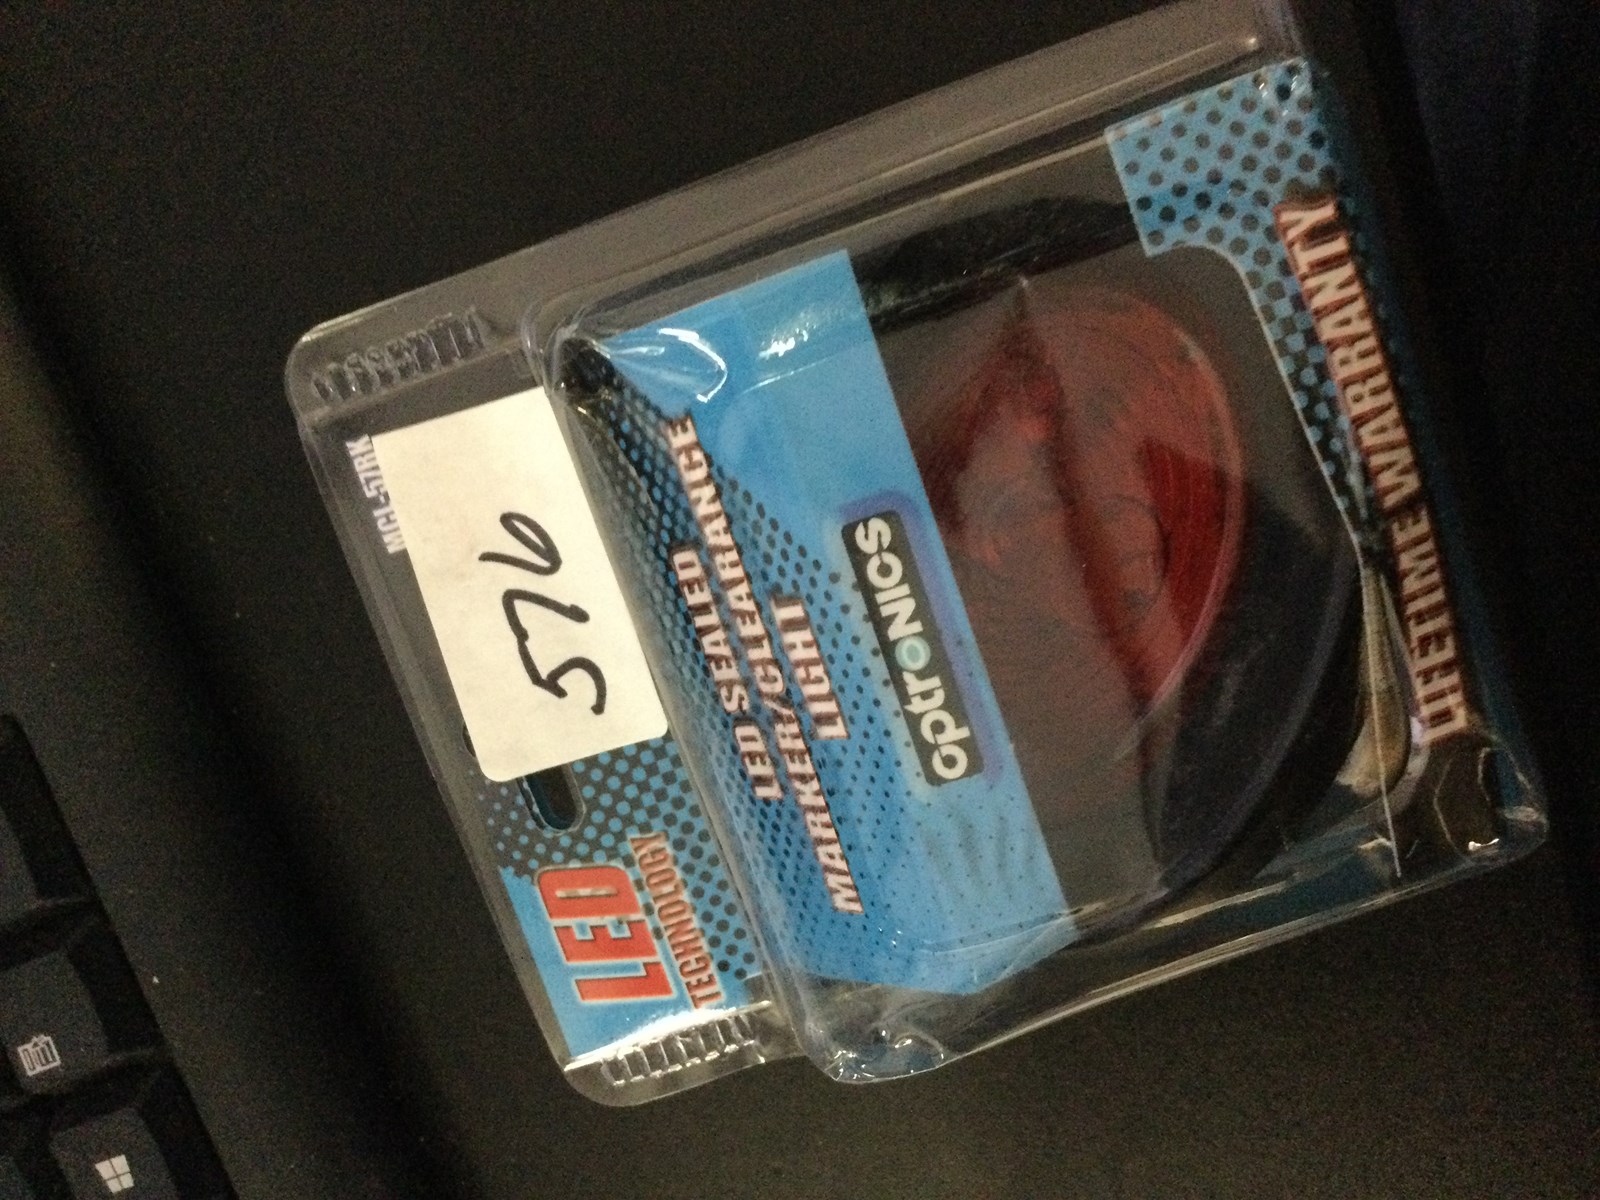 MCL-57RK
576
LED
TECHNOLOGY
LED SEALED
MARKER/CLEARANCE
LIGHT
optrONICS
LIFETIME WARRANTY